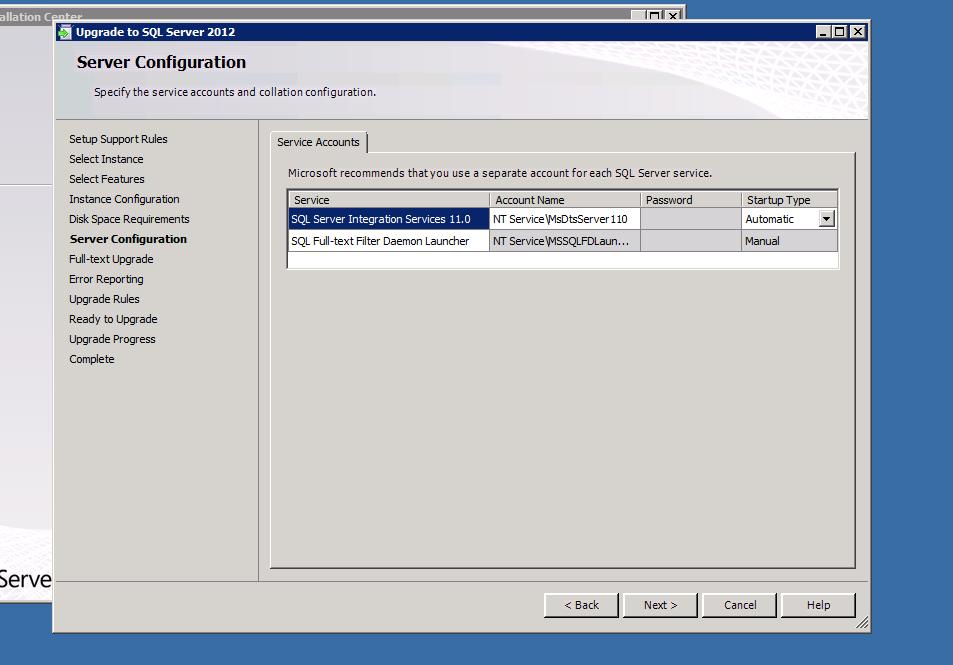 allation Center
Upgrade to SQL Server 2012
Server Configuration
Specify the service accounts and collation configuration.
Setup Support Rules
Select Instance
Select Features
Instance Configuration
Disk Space Requirements
Server Configuration
Full-text Upgrade
Error Reporting
Upgrade Rules
Ready to Upgrade
Upgrade Progress
Complete
Service Accounts
Microsoft recommends that you use a separate account for each SQL Server service.
Service Account Name Password Startup Type
SQL Server Integration Services 11.0 NT Service\MsDtsServer110 Automatic
SQL Full-text Filter Daemon Launcher NT Service\MSSQLFDLaun... Manual
Serve
< Back Next > Cancel Help